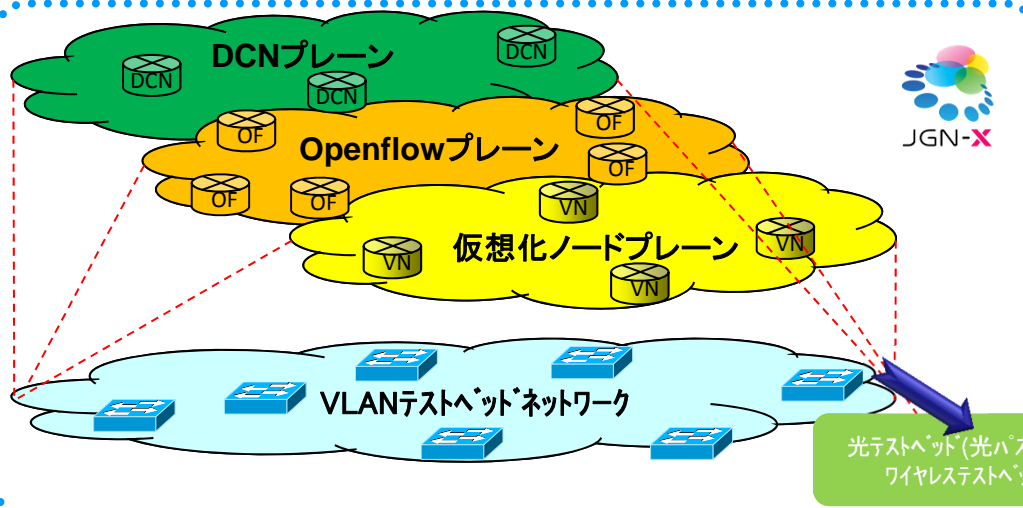 DCNプレーン
DCN
DCN
DCN
JGN-X
Openflowプレーン
OF
OF
OF
OF
OF
仮想化ノードプレーン
VN
VN
VN
VN
VLANテストベッドネットワーク
光テストベッド(光パス
ワイヤレステストベ